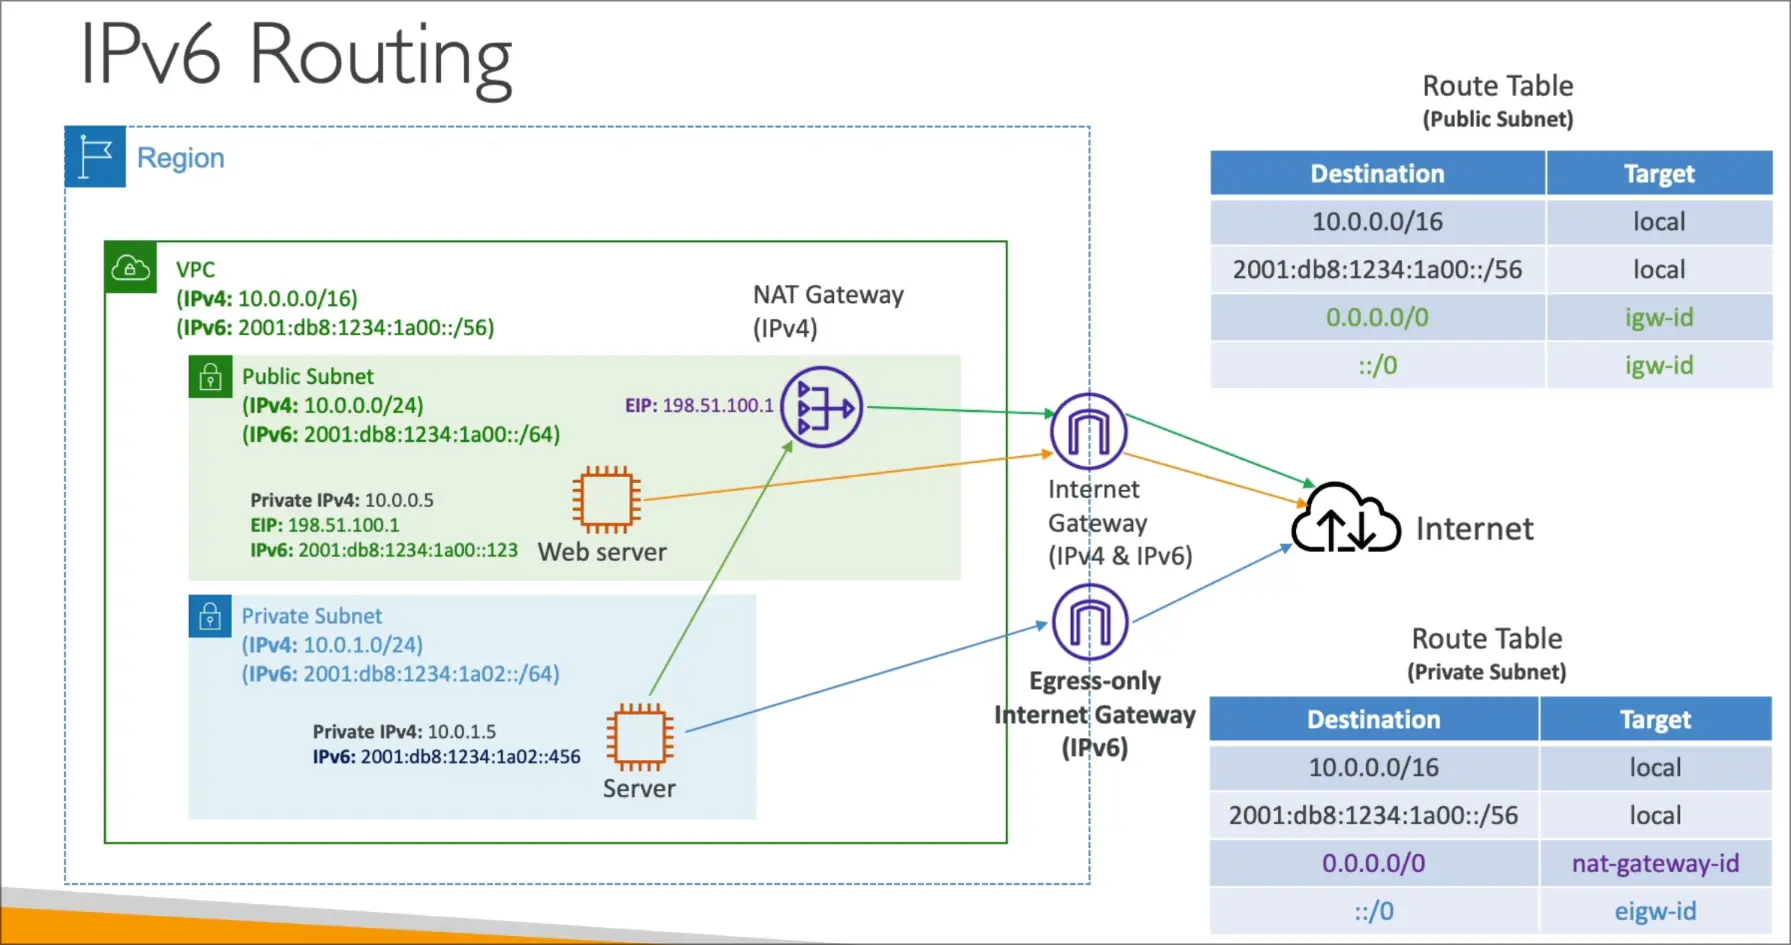 IPv6 Routing
Region
VPC
(IPv4: 10.0.0.0/16)
(IPv6: 2001:db8:1234:1a00::/56)
NAT Gateway
(IPv4)
Public Subnet
(IPv4: 10.0.0.0/24)
(IPv6: 2001:db8:1234:1a00::/64)
EIP: 198.51.100.1
Private IPv4: 10.0.0.5
EIP: 198.51.100.1
IPv6: 2001:db8:1234:1a00::123
Web server
Private Subnet
(IPv4: 10.0.1.0/24)
(IPv6: 2001:db8:1234:1a02::/64)
Private IPv4: 10.0.1.5
IPv6: 2001:db8:1234:1a02::456
Server
Internet
Gateway
(IPv4 & IPv6)
Egress-only
Internet Gateway
(IPv6)
Internet
Route Table
(Public Subnet)
Destination Target
10.0.0.0/16 local
2001:db8:1234:1a00::/56 local
0.0.0.0/0 igw-id
::/0 igw-id
Route Table
(Private Subnet)
Destination Target
10.0.0.0/16 local
2001:db8:1234:1a00::/56 local
0.0.0.0/0 nat-gateway-id
::/0 eigw-id